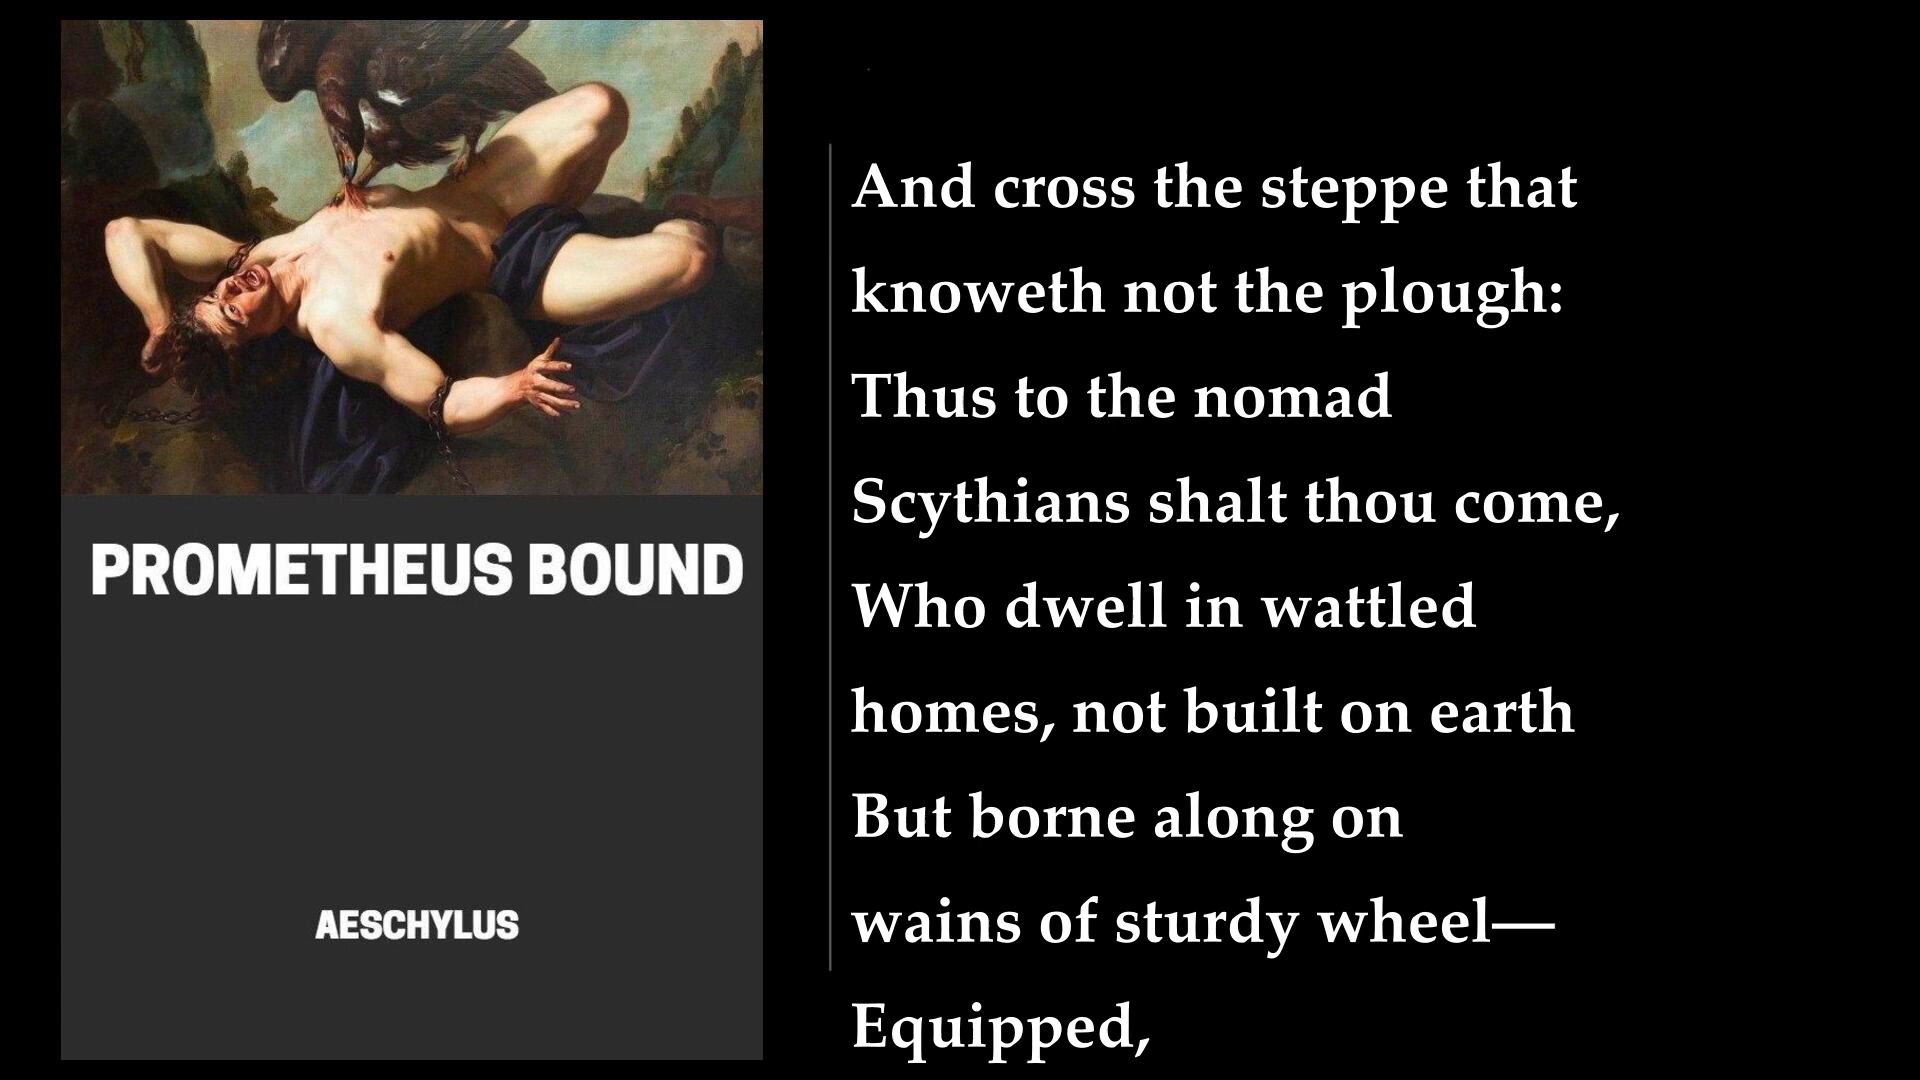 PROMETHEUS BOUND
AESCHYLUS
And cross the steppe that
knoweth not the plough:
Thus to the nomad
Scythians shalt thou come,
Who dwell in wattled
homes, not built on earth
But borne along on
wains of sturdy wheel—
Equipped,